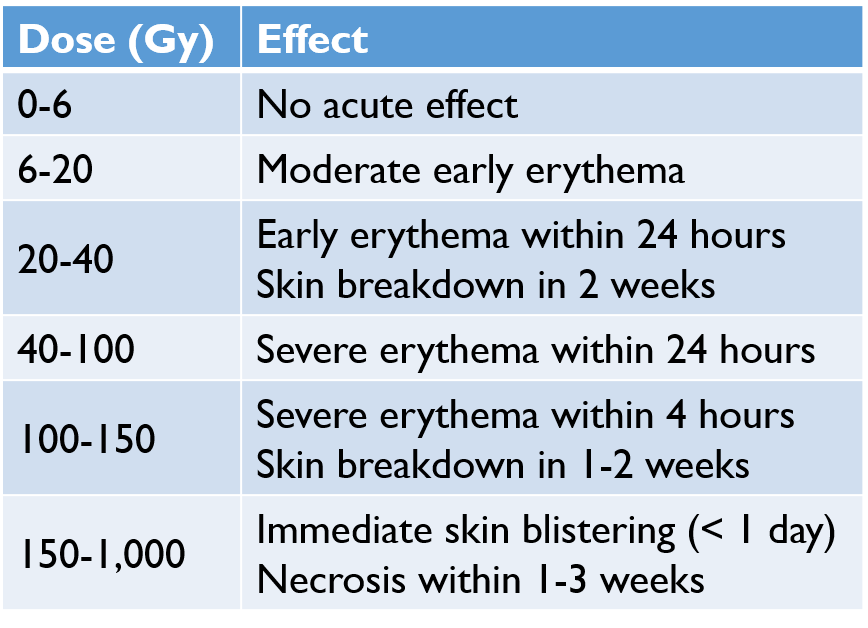 Dose (Gy) Effect
0-6 No acute effect
6-20 Moderate early erythema
20-40 Early erythema within 24 hours
Skin breakdown in 2 weeks
40-100 Severe erythema within 24 hours
100-150 Severe erythema within 4 hours
Skin breakdown in 1-2 weeks
150-1,000 Immediate skin blistering (< 1 day)
Necrosis within 1-3 weeks